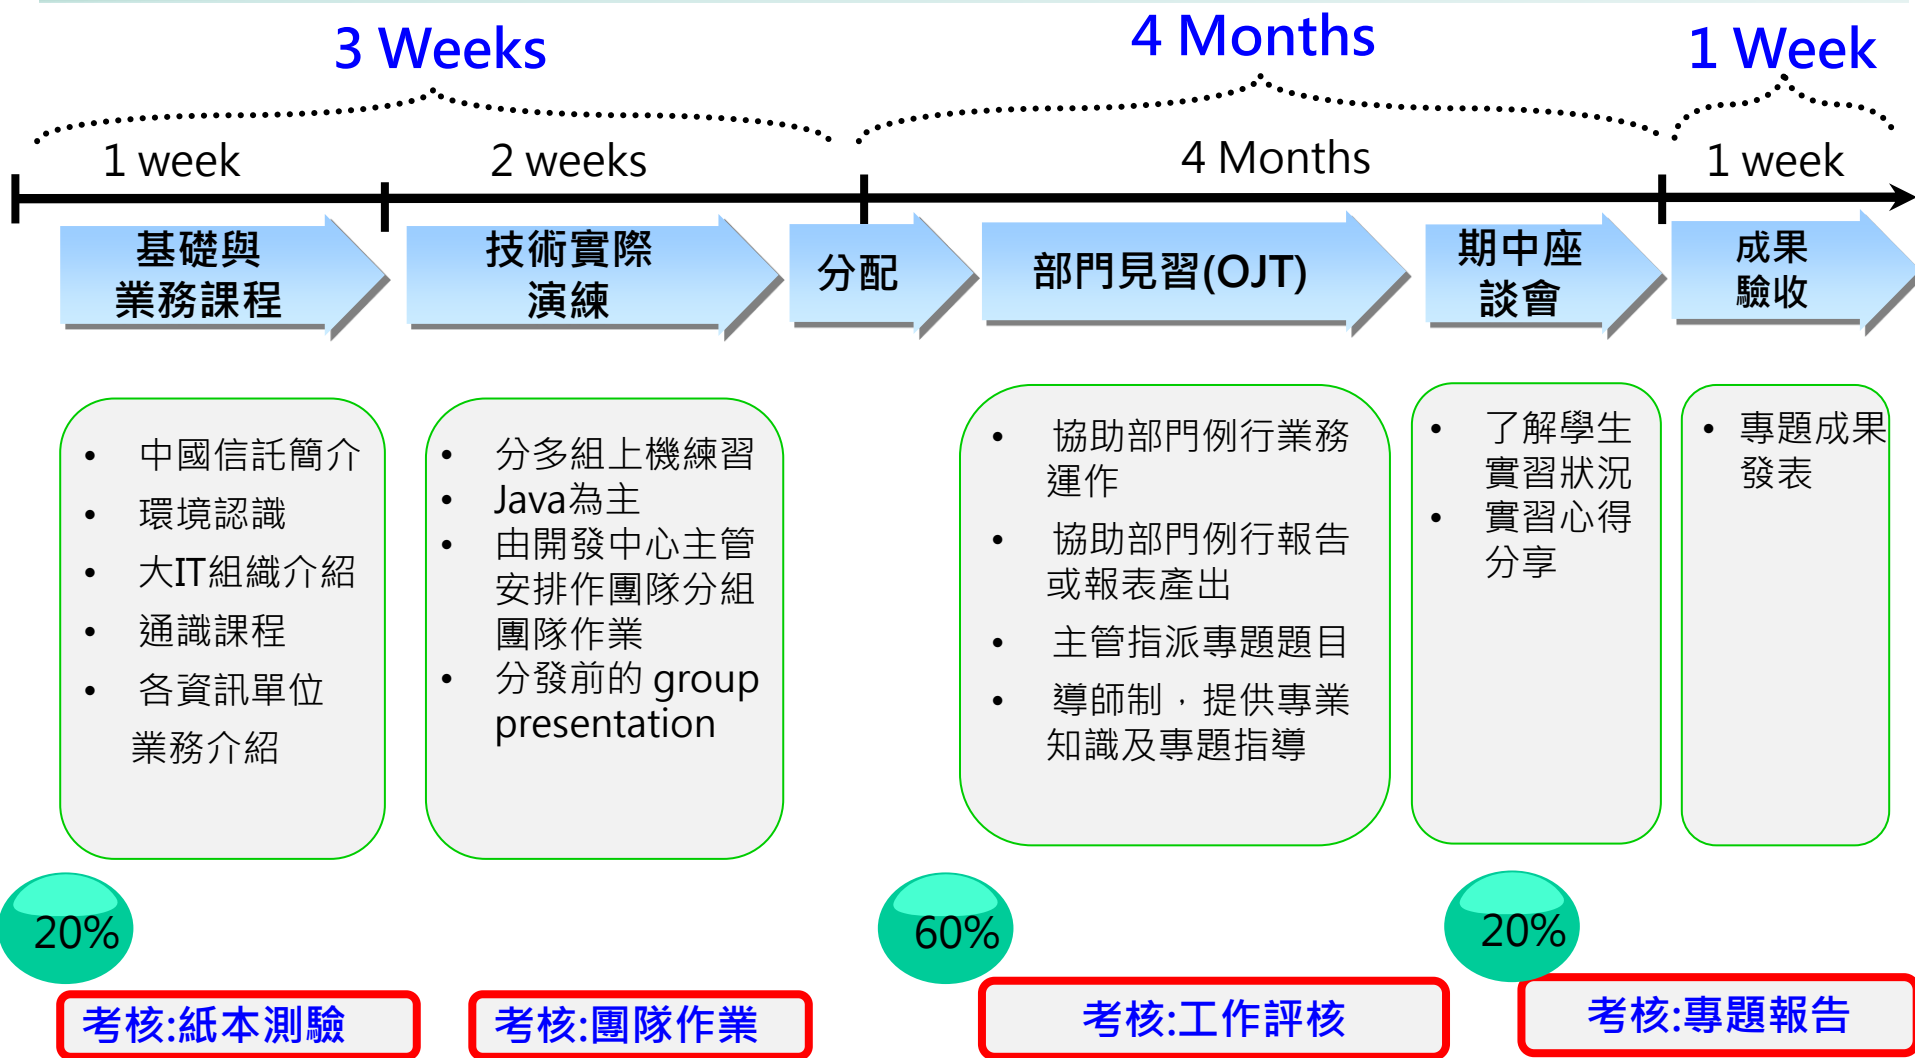 3 Weeks
4 Months
1 Week
1 week
2 weeks
4 Months
1 week
基礎與
業務課程
技術實際
演練
分配
部門見習(OJT)
期中座
談會
成果
驗收
• 中國信託簡介
• 環境認識
• 大IT組織介紹
• 通識課程
• 各資訊單位
業務介紹
• 分多組上機練習
• Java為主
• 由開發中心主管
安排作團隊分組
團隊作業
• 分發前的 group
presentation
• 協助部門例行業務
運作
• 協助部門例行報告
或報表產出
• 主管指派專題題目
• 導師制，提供專業
知識及專題指導
• 了解學生
實習狀況
• 實習心得
分享
• 專題成果
發表
20%
60%
20%
考核:紙本測驗
考核:團隊作業
考核:工作評核
考核:專題報告